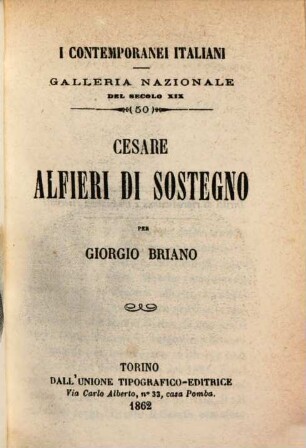 I CONTEMPORANEI ITALIANI
GALLERIA NAZIONALE
DEL SECOLO XIX
(50)
CESARE
ALFIERI DI SOSTEGNO
PER
GIORGIO BRIANO
TORINO
DALL'UNIONE TIPOGRAFICO-EDITRICE
Via Carlo Alberto, n° 33, casa Pomba.
1862